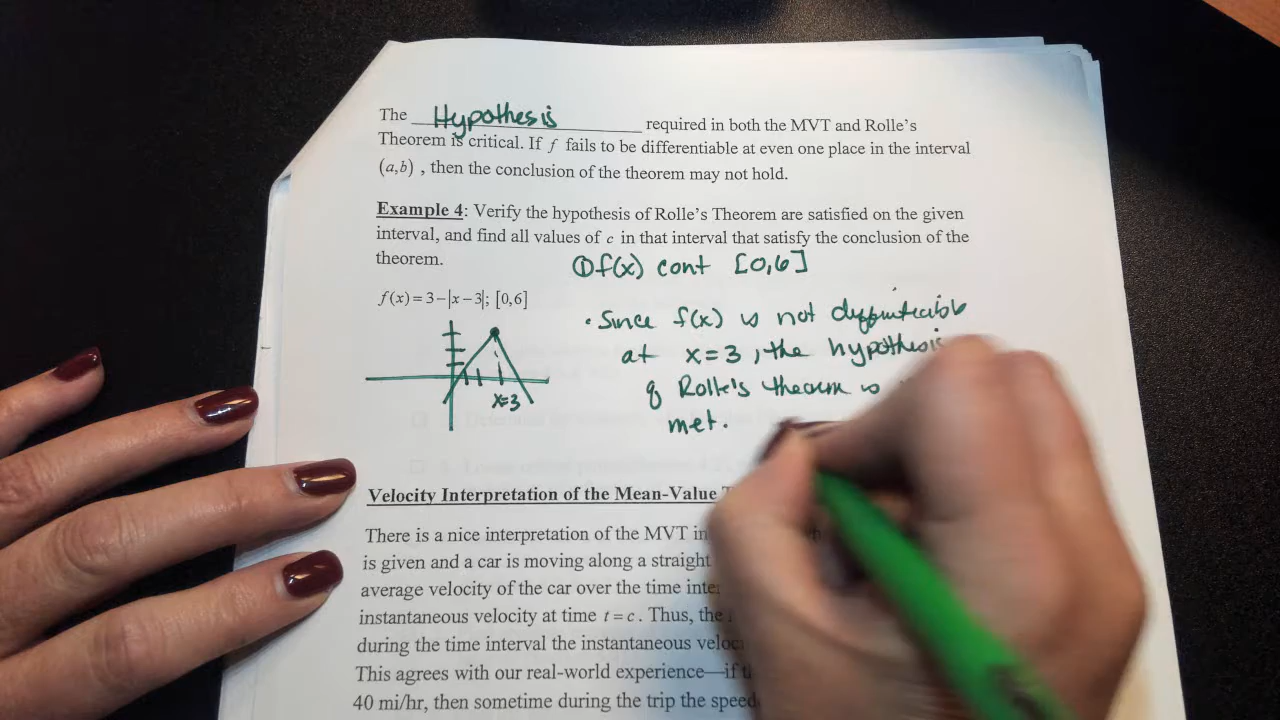 The Hypothesis required in both the MVT and Rolle's
Theorem is critical. If f fails to be differentiable at even one place in the interval
(a,b) , then the conclusion of the theorem may not hold.
Example 4: Verify the hypothesis of Rolle's Theorem are satisfied on the given
interval, and find all values of c in that interval that satisfy the conclusion of the
theorem.
① f(x) cont [0,6]
f(x) = 3-|x-3|; [0,6]
• Since f(x) is not
at x=3, the hypothesis
of Rolle's theorem is
met.
x=3
Velocity Interpretation of the Mean-Value
There is a nice interpretation of the MVT in
is given and a car is moving along a straight
average velocity of the car over the time
instantaneous velocity at time t = c. Thus, the
during the time interval the instantaneous
This agrees with our real-world experience—if
40 mi/hr, then sometime during the trip the